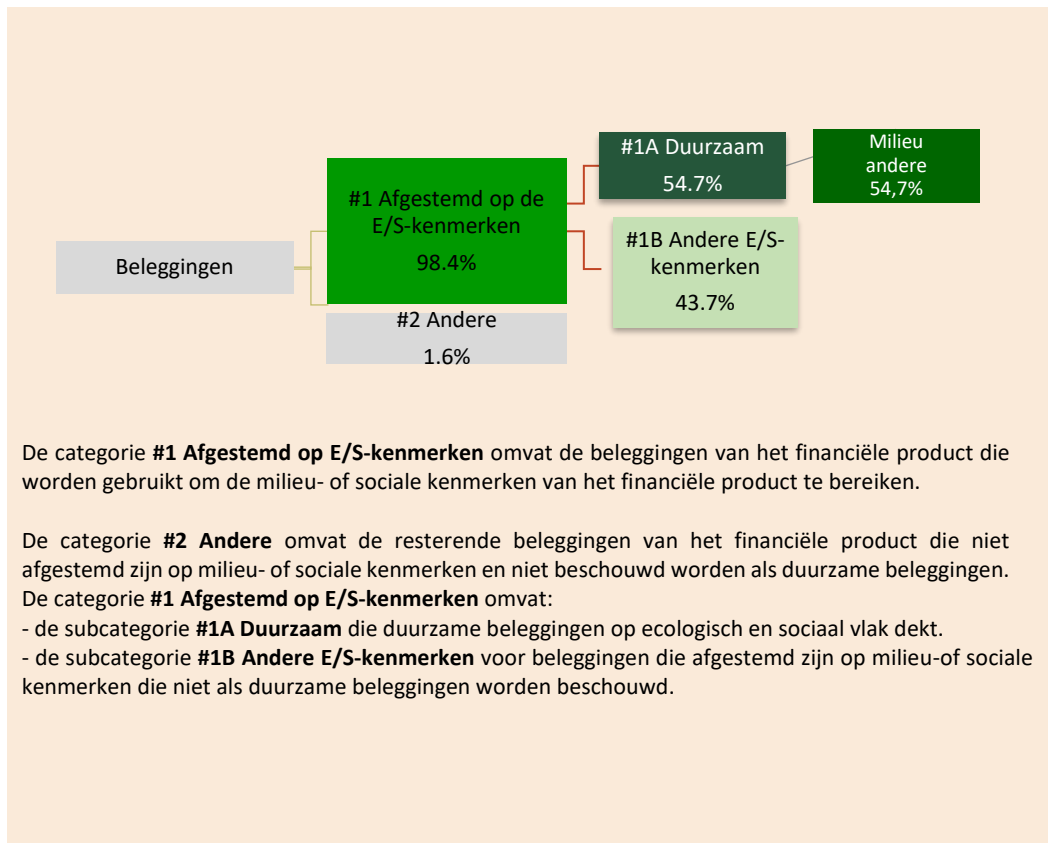 Beleggingen
#1 Afgestemd op de
E/S-kenmerken
98.4%
#2 Andere
1.6%
#1A Duurzaam
54.7%
Milieu
andere
54,7%
#1B Andere E/S-
kenmerken
43.7%
De categorie #1 Afgestemd op E/S-kenmerken omvat de beleggingen van het financiële product die
worden gebruikt om de milieu- of sociale kenmerken van het financiële product te bereiken.
De categorie #2 Andere omvat de resterende beleggingen van het financiële product die niet
afgestemd zijn op milieu- of sociale kenmerken en niet beschouwd worden als duurzame beleggingen.
De categorie #1 Afgestemd op E/S-kenmerken omvat:
- de subcategorie #1A Duurzaam die duurzame beleggingen op ecologisch en sociaal vlak dekt.
- de subcategorie #1B Andere E/S-kenmerken voor beleggingen die afgestemd zijn op milieu-of sociale
kenmerken die niet als duurzame beleggingen worden beschouwd.